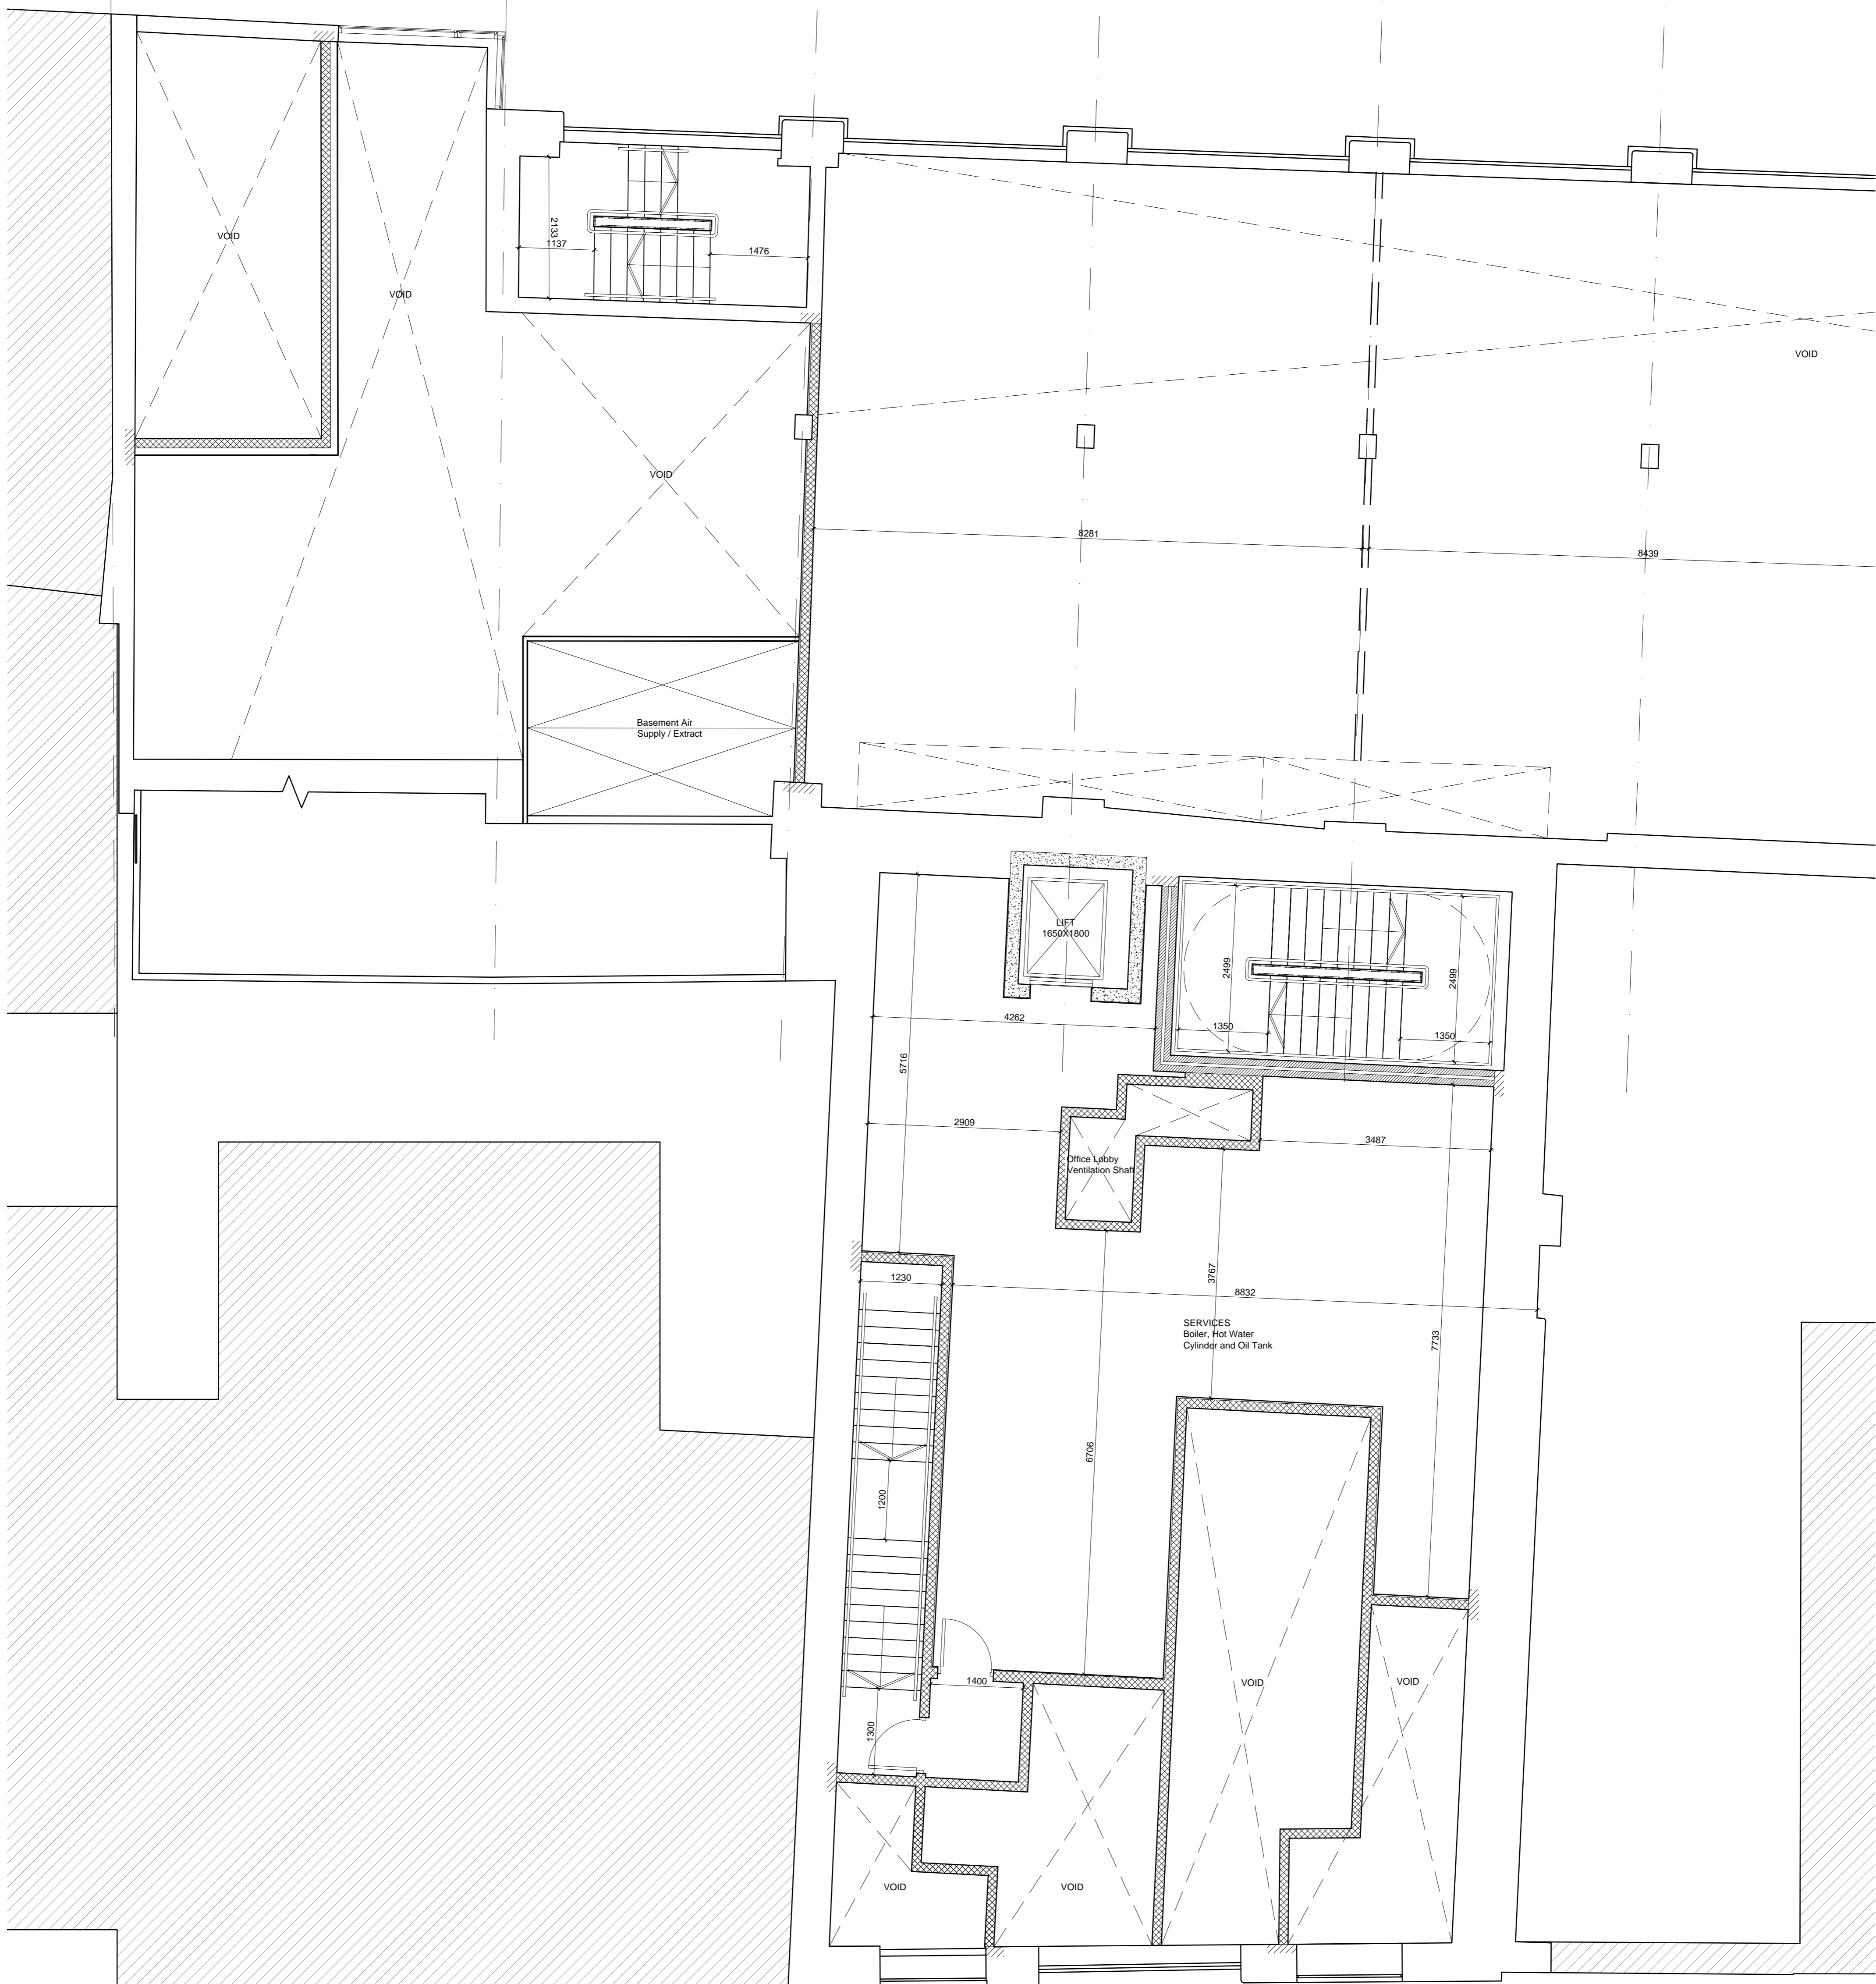 VOID
2133
1137
1476
VOID
VOID
VOID
8281
8439
Basement Air
Supply / Extract
LIFT
1650X1800
2499
2499
4262
1350
1350
5716
2909
3487
Office Lobby
Ventilation Shaft
1230
3767
8832
SERVICES
Boiler, Hot Water
Cylinder and Oil Tank
7733
6706
1200
1400
VOID
VOID
1300
VOID
VOID